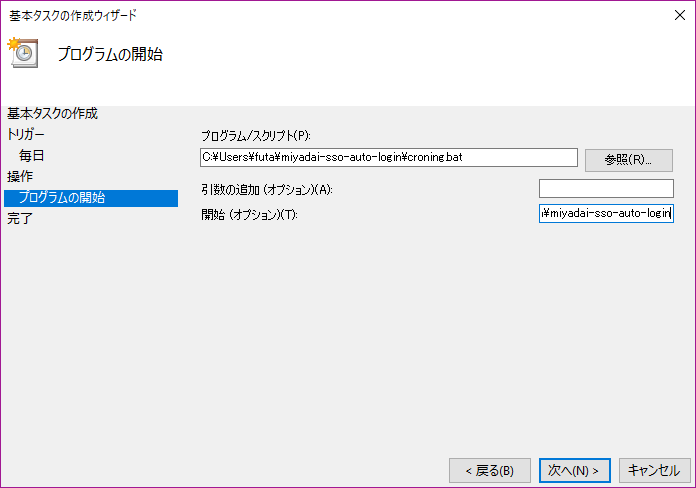 基本タスクの作成ウィザード
プログラムの開始
基本タスクの作成
トリガー
毎日
操作
プログラムの開始
完了
プログラム/スクリプト(P):
C:¥Users¥futa¥miyadai-sso-auto-login¥croning.bat
参照(R)...
引数の追加 (オプション)(A):
開始 (オプション)(T):
¥miyadai-sso-auto-login
< 戻る(B)
次へ(N) >
キャンセル